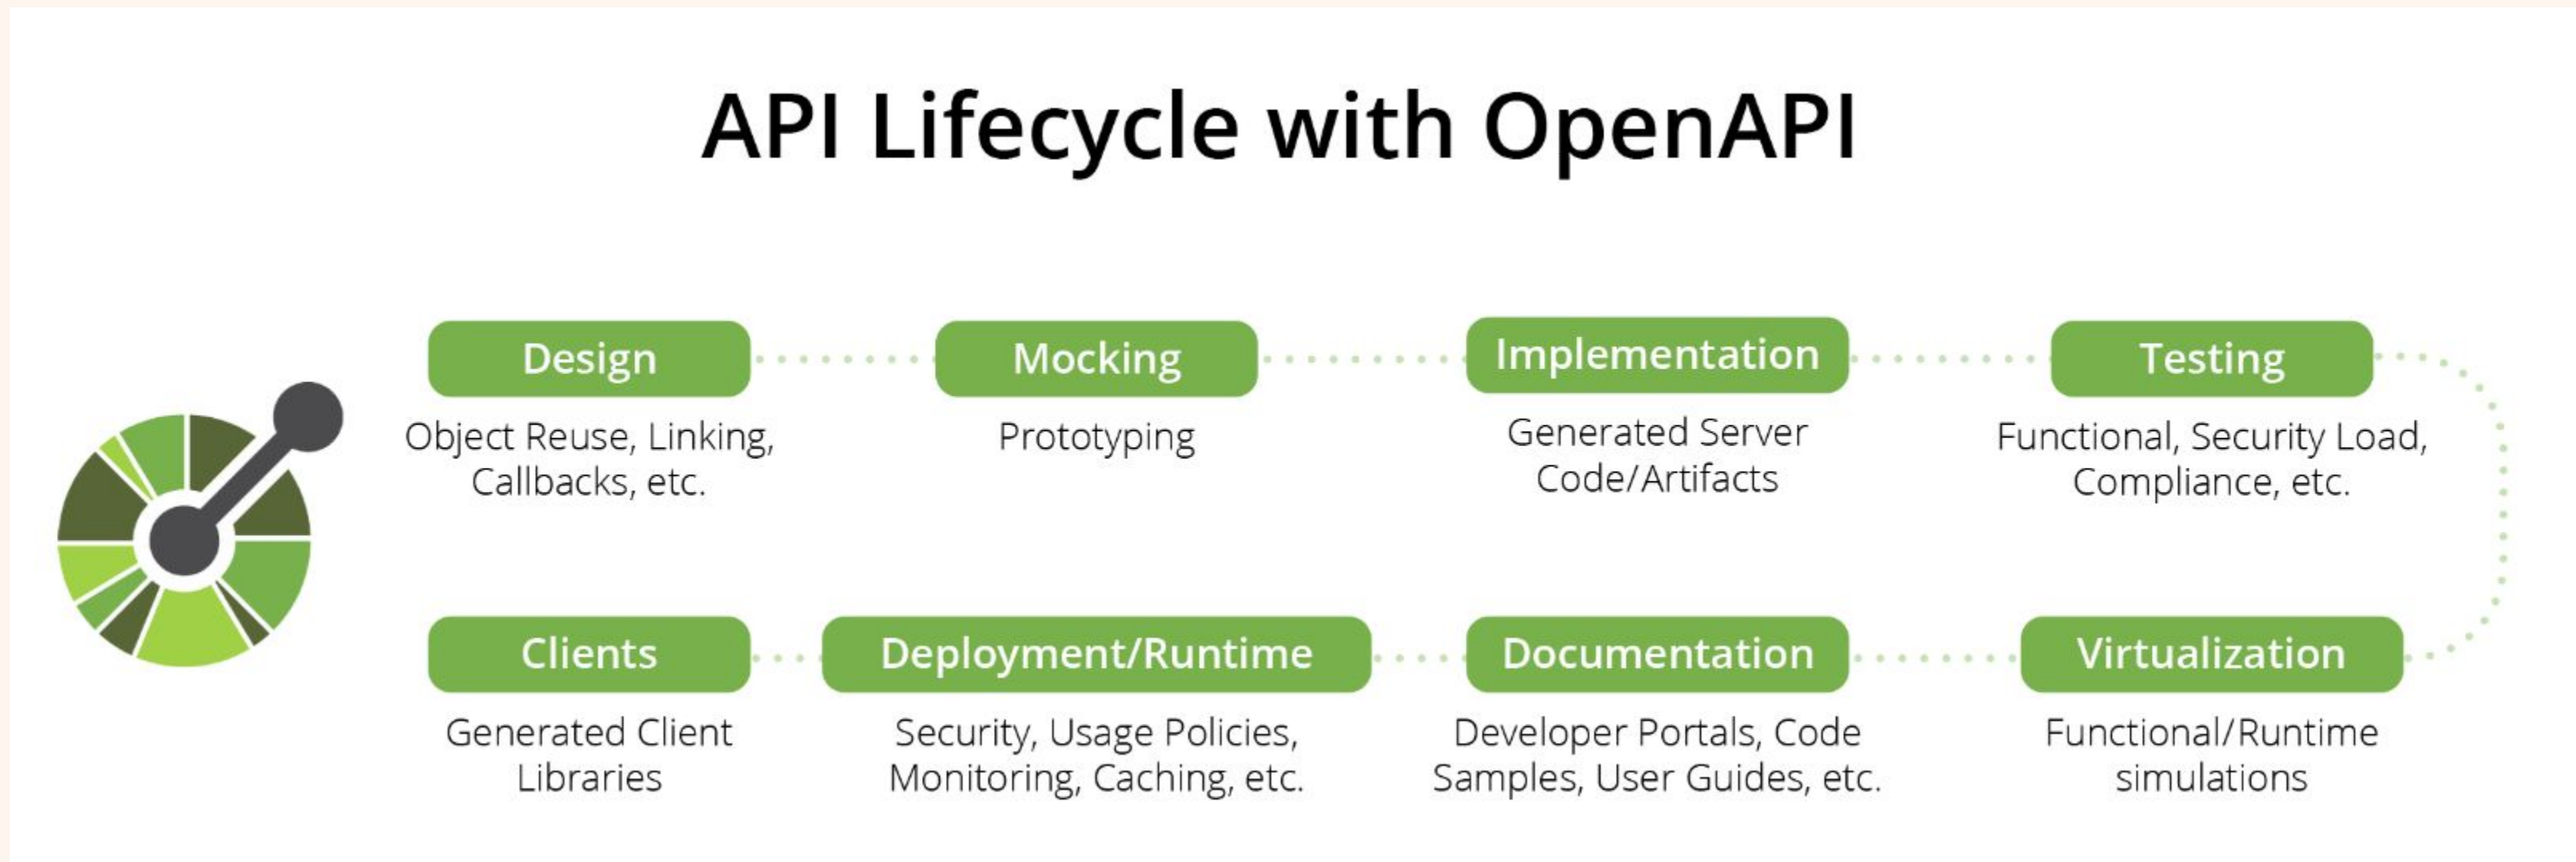 API Lifecycle with OpenAPI
Design
Object Reuse, Linking,
Callbacks, etc.
Mocking
Prototyping
Implementation
Generated Server
Code/Artifacts
Testing
Functional, Security Load,
Compliance, etc.
Virtualization
Functional/Runtime
simulations
Documentation
Developer Portals, Code
Samples, User Guides, etc.
Deployment/Runtime
Security, Usage Policies,
Monitoring, Caching, etc.
Clients
Generated Client
Libraries